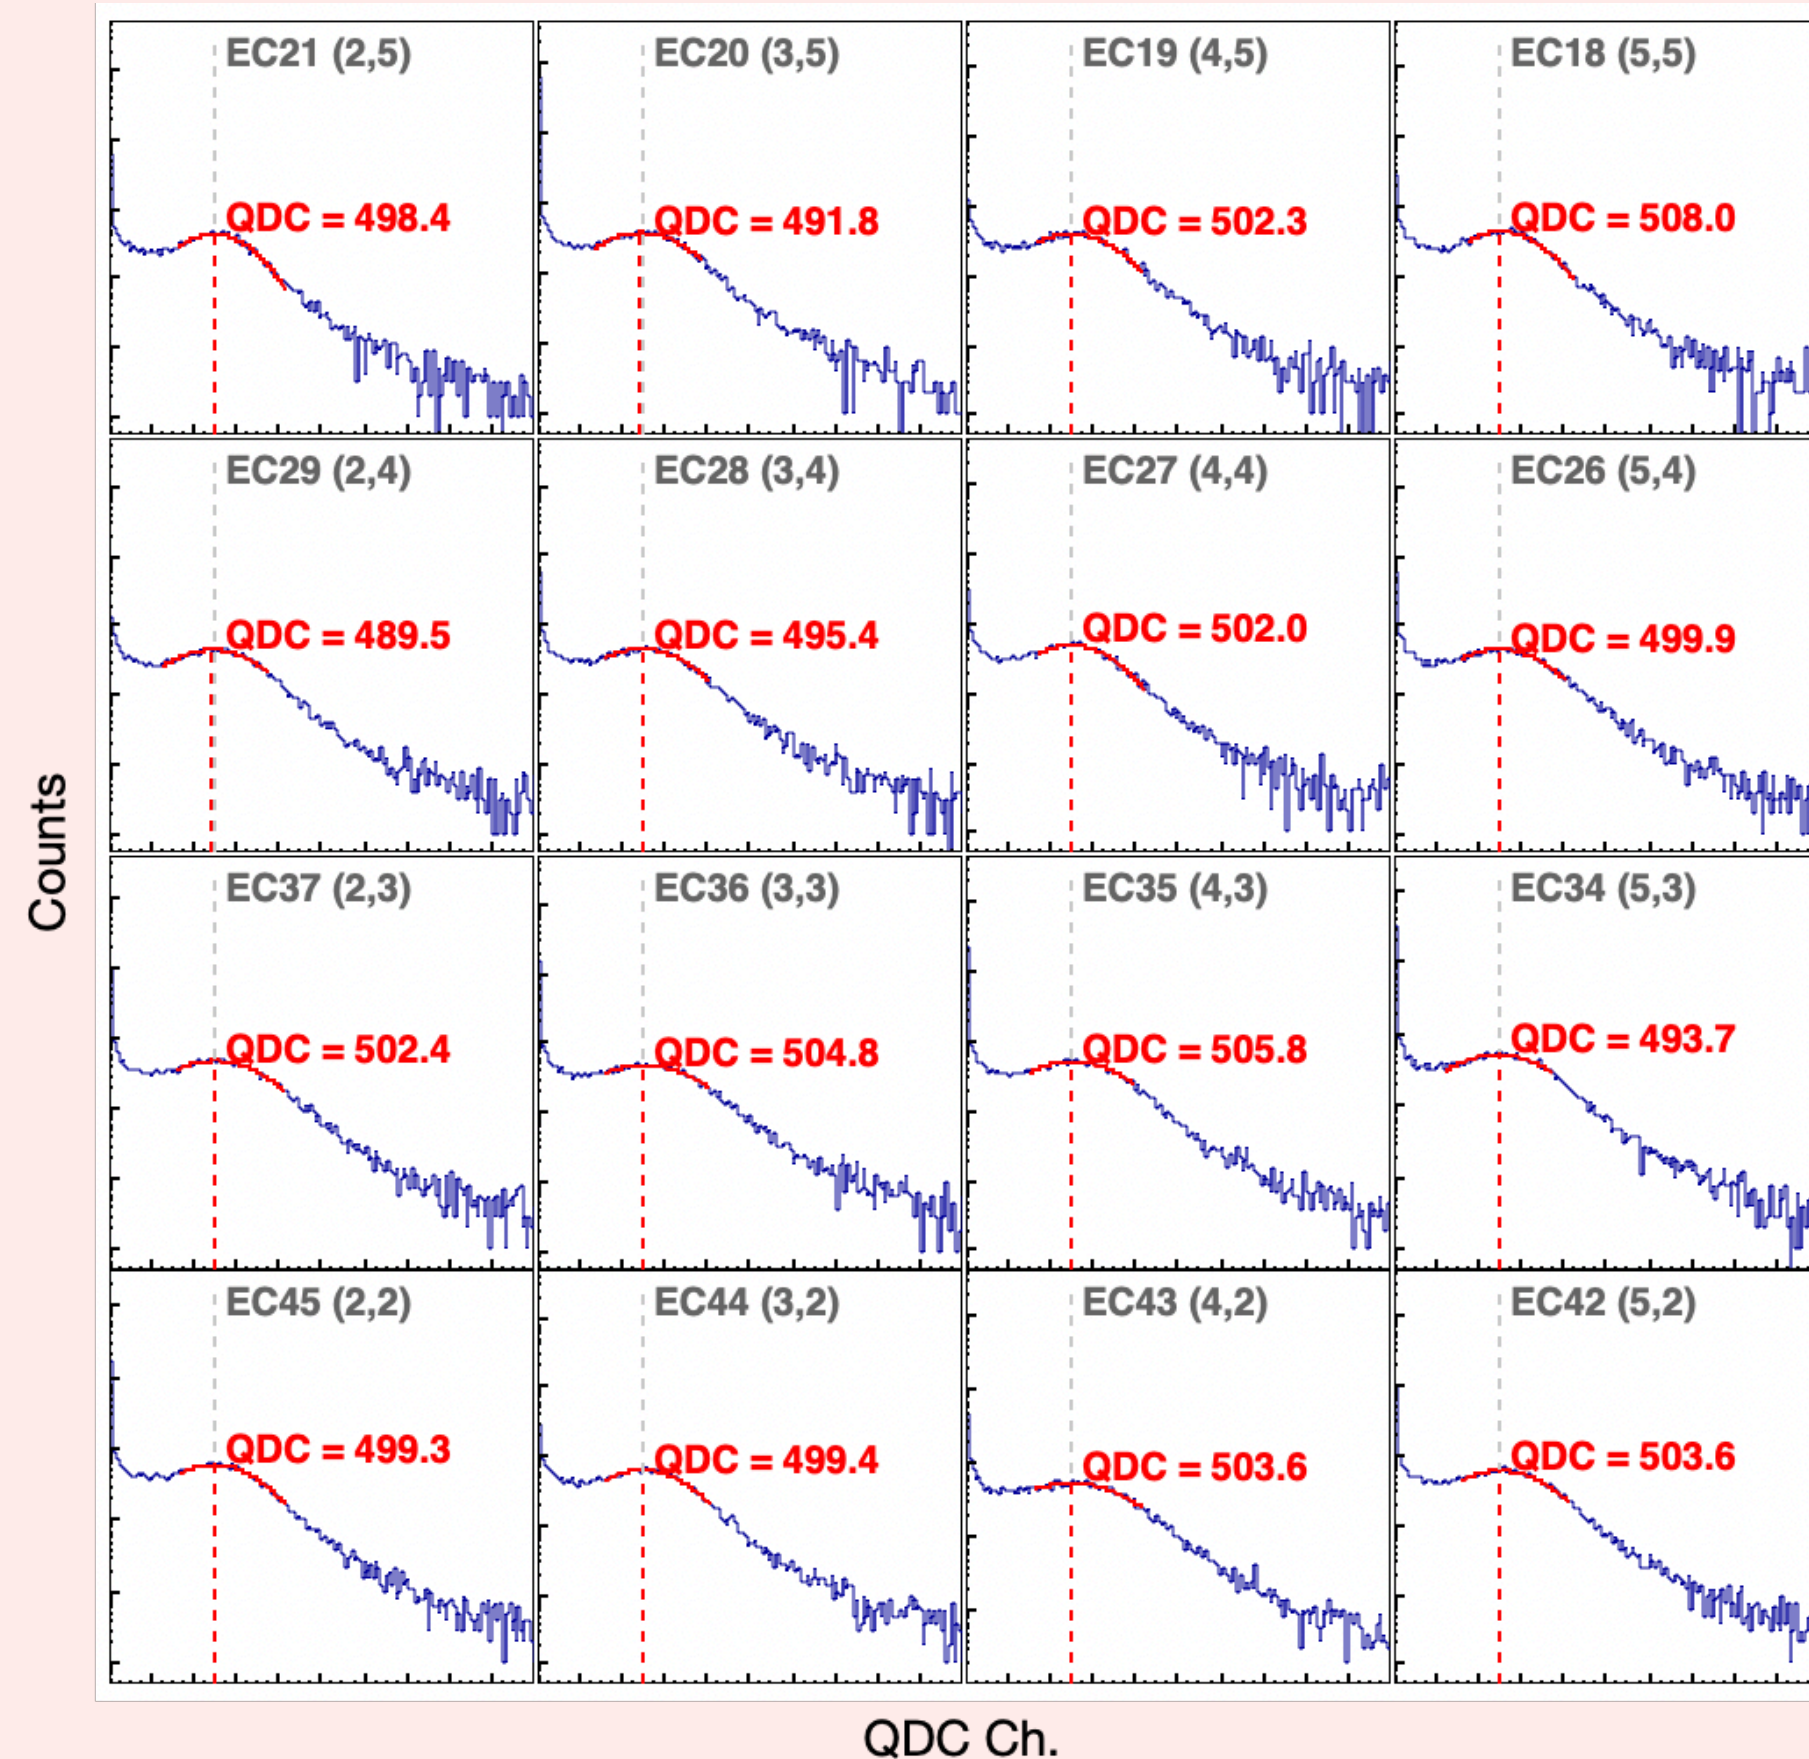 EC21 (2,5)
QDC = 498.4
EC20 (3,5)
QDC = 491.8
EC19 (4,5)
QDC = 502.3
EC18 (5,5)
QDC = 508.0
EC29 (2,4)
QDC = 489.5
EC28 (3,4)
QDC = 495.4
EC27 (4,4)
QDC = 502.0
EC26 (5,4)
QDC = 499.9
Counts
EC37 (2,3)
QDC = 502.4
EC36 (3,3)
QDC = 504.8
EC35 (4,3)
QDC = 505.8
EC34 (5,3)
QDC = 493.7
EC45 (2,2)
QDC = 499.3
EC44 (3,2)
QDC = 499.4
EC43 (4,2)
QDC = 503.6
EC42 (5,2)
QDC = 503.6
QDC Ch.